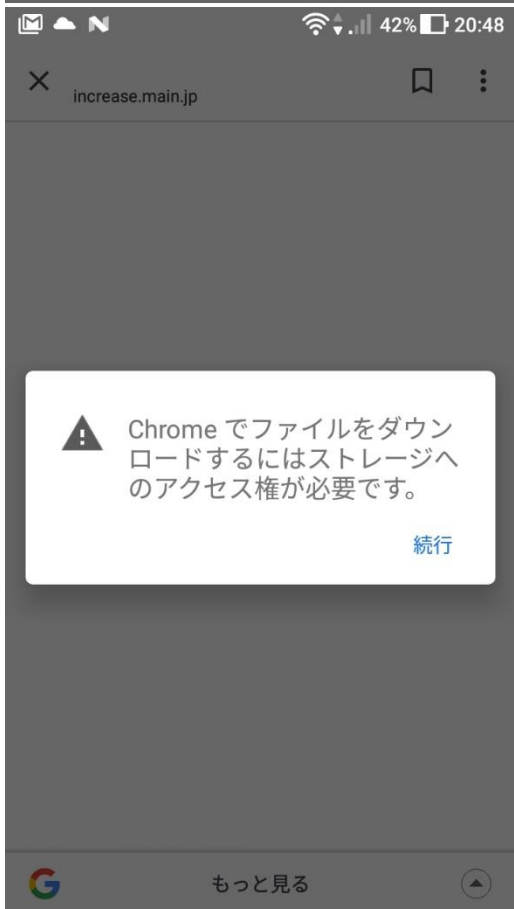 42% 20:48
increase.main.jp
Chrome でファイルをダウン
ロードするにはストレージへ
のアクセス権が必要です。
続行
もっと見る